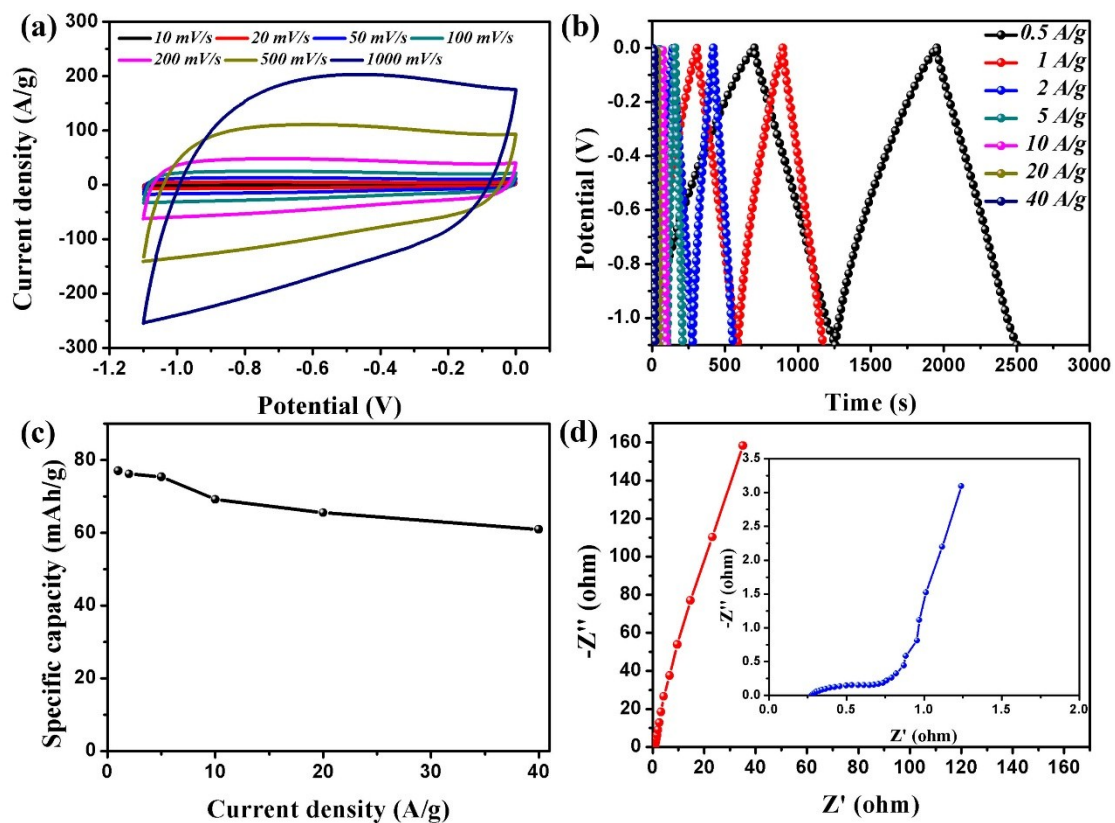 (a)
300
200
100
0
-100
-200
-300
Current density (A/g)
10 mV/s 20 mV/s 50 mV/s 100 mV/s
200 mV/s 500 mV/s 1000 mV/s
-1.2 -1.0 -0.8 -0.6 -0.4 -0.2 0.0
Potential (V)
(b)
0.0
-0.2
-0.4
-0.6
-0.8
-1.0
Potential (V)
0.5 A/g
1 A/g
2 A/g
5 A/g
10 A/g
20 A/g
40 A/g
0 500 1000 1500 2000 2500 3000
Time (s)
(c)
80
60
40
20
0
Specific capacity (mAh/g)
0 10 20 30 40
Current density (A/g)
(d)
160
140
120
100
80
60
40
20
0
-Z'' (ohm)
3.5
3.0
2.5
2.0
1.5
1.0
0.5
0.0
-Z'' (ohm)
0.0 0.5 1.0 1.5 2.0
Z' (ohm)
0 20 40 60 80 100 120 140 160
Z' (ohm)